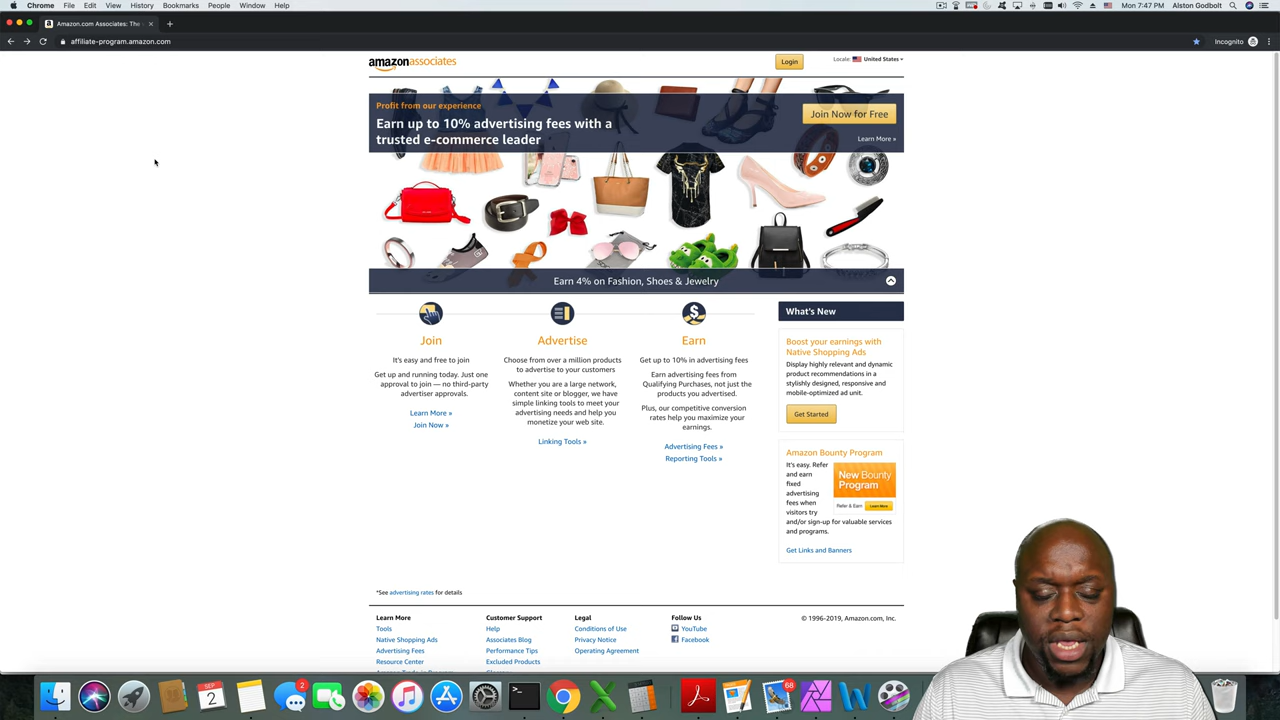 Chrome File Edit View History Bookmarks People Window Help
Mon 7:47 PM Alston Godbolt
Amazon.com Associates: The
affiliate-program.amazon.com
Incognito
amazonassociates
Login
Locale: United States
Profit from our experience
Earn up to 10% advertising fees with a
trusted e-commerce leader
Join Now for Free
Learn More »
Earn 4% on Fashion, Shoes & Jewelry
Join
It's easy and free to join
Get up and running today. Just one
approval to join — no third-party
advertiser approvals.
Learn More »
Join Now »
Advertise
Choose from over a million products
to advertise to your customers
Whether you are a large network,
content site or blogger, we have
simple linking tools to meet your
advertising needs and help you
monetize your web site.
Linking Tools »
Earn
Get up to 10% in advertising fees
Earn advertising fees from
Qualifying Purchases, not just the
products you advertised.
Plus, our competitive conversion
rates help you maximize your
earnings.
Advertising Fees »
Reporting Tools »
What's New
Boost your earnings with
Native Shopping Ads
Display highly relevant and dynamic
product recommendations in a
stylishly designed, responsive and
mobile-optimized ad unit.
Get Started
Amazon Bounty Program
It's easy. Refer
and earn
fixed
advertising
fees when
visitors try
and/or sign-up for valuable services
and programs.
New Bounty
Program
Refer & Earn Learn More
Get Links and Banners
*See advertising rates for details
Learn More
Tools
Native Shopping Ads
Advertising Fees
Resource Center
Customer Support
Help
Associates Blog
Performance Tips
Excluded Products
Legal
Conditions of Use
Privacy Notice
Operating Agreement
Follow Us
YouTube
Facebook
© 1996-2019, Amazon.com, Inc.
SEP
2
2
68